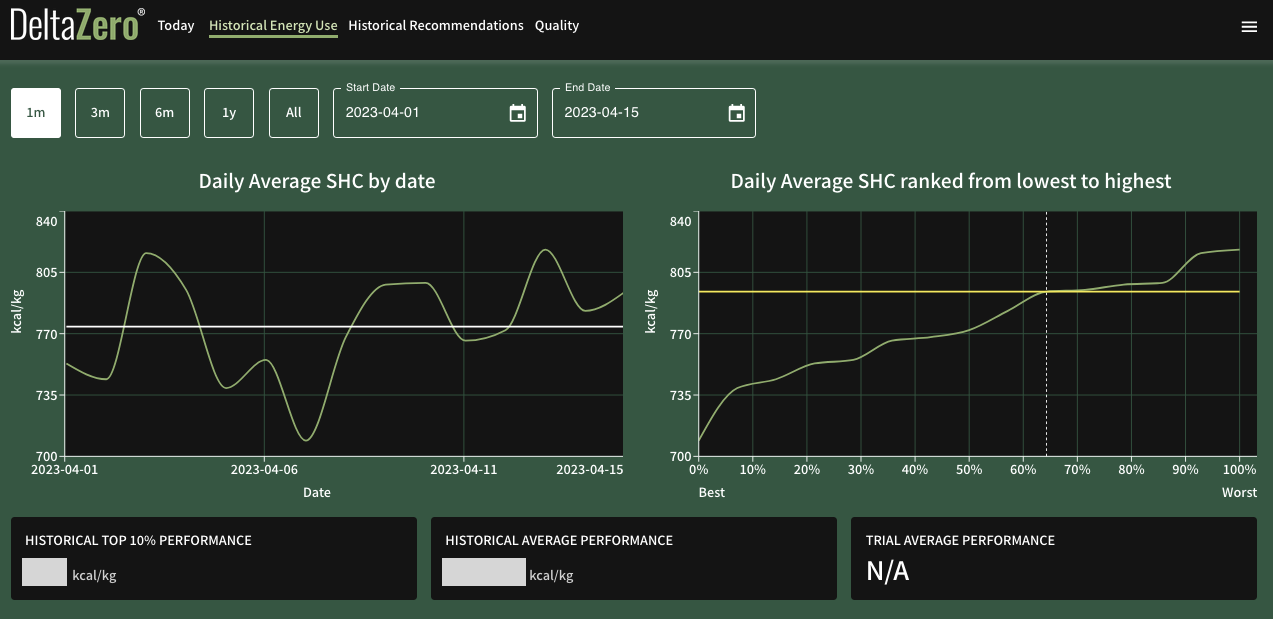 DeltaZero® Today Historical Energy Use Historical Recommendations Quality
1m 3m 6m 1y All
Start Date
2023-04-01
End Date
2023-04-15
Daily Average SHC by date
kcal/kg
840
805
770
735
700
2023-04-01 2023-04-06 2023-04-11 2023-04-15
Date
Daily Average SHC ranked from lowest to highest
kcal/kg
840
805
770
735
700
0% 10% 20% 30% 40% 50% 60% 70% 80% 90% 100%
Best Worst
HISTORICAL TOP 10% PERFORMANCE
kcal/kg
HISTORICAL AVERAGE PERFORMANCE
kcal/kg
TRIAL AVERAGE PERFORMANCE
N/A